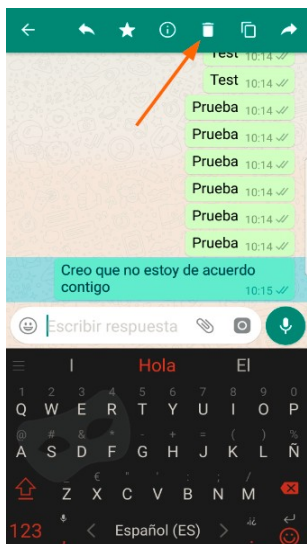 Test 10:14
Test 10:14
Prueba 10:14
Prueba 10:14
Prueba 10:14
Prueba 10:14
Prueba 10:14
Prueba 10:14
Creo que no estoy de acuerdo
contigo 10:15
Escribir respuesta
I Hola El
1 2 3 4 5 6 7 8 9 0
Q W E R T Y U I O P
@ # & * - + = ( ) %
A S D F G H J K L Ñ
Z X C V B N M
123 < Español (ES) >